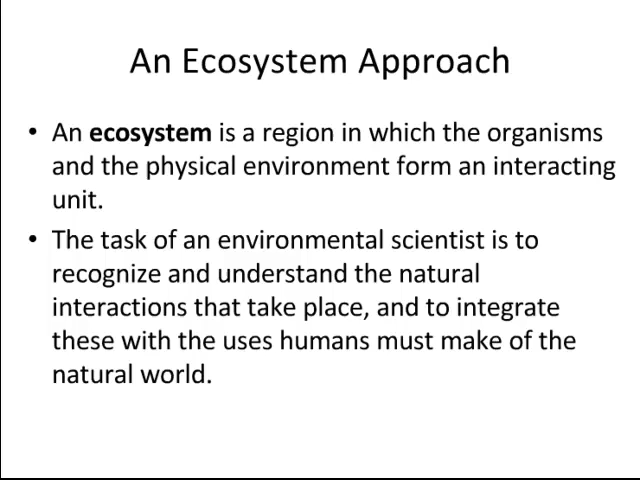 An Ecosystem Approach
• An ecosystem is a region in which the organisms
and the physical environment form an interacting
unit.
• The task of an environmental scientist is to
recognize and understand the natural
interactions that take place, and to integrate
these with the uses humans must make of the
natural world.